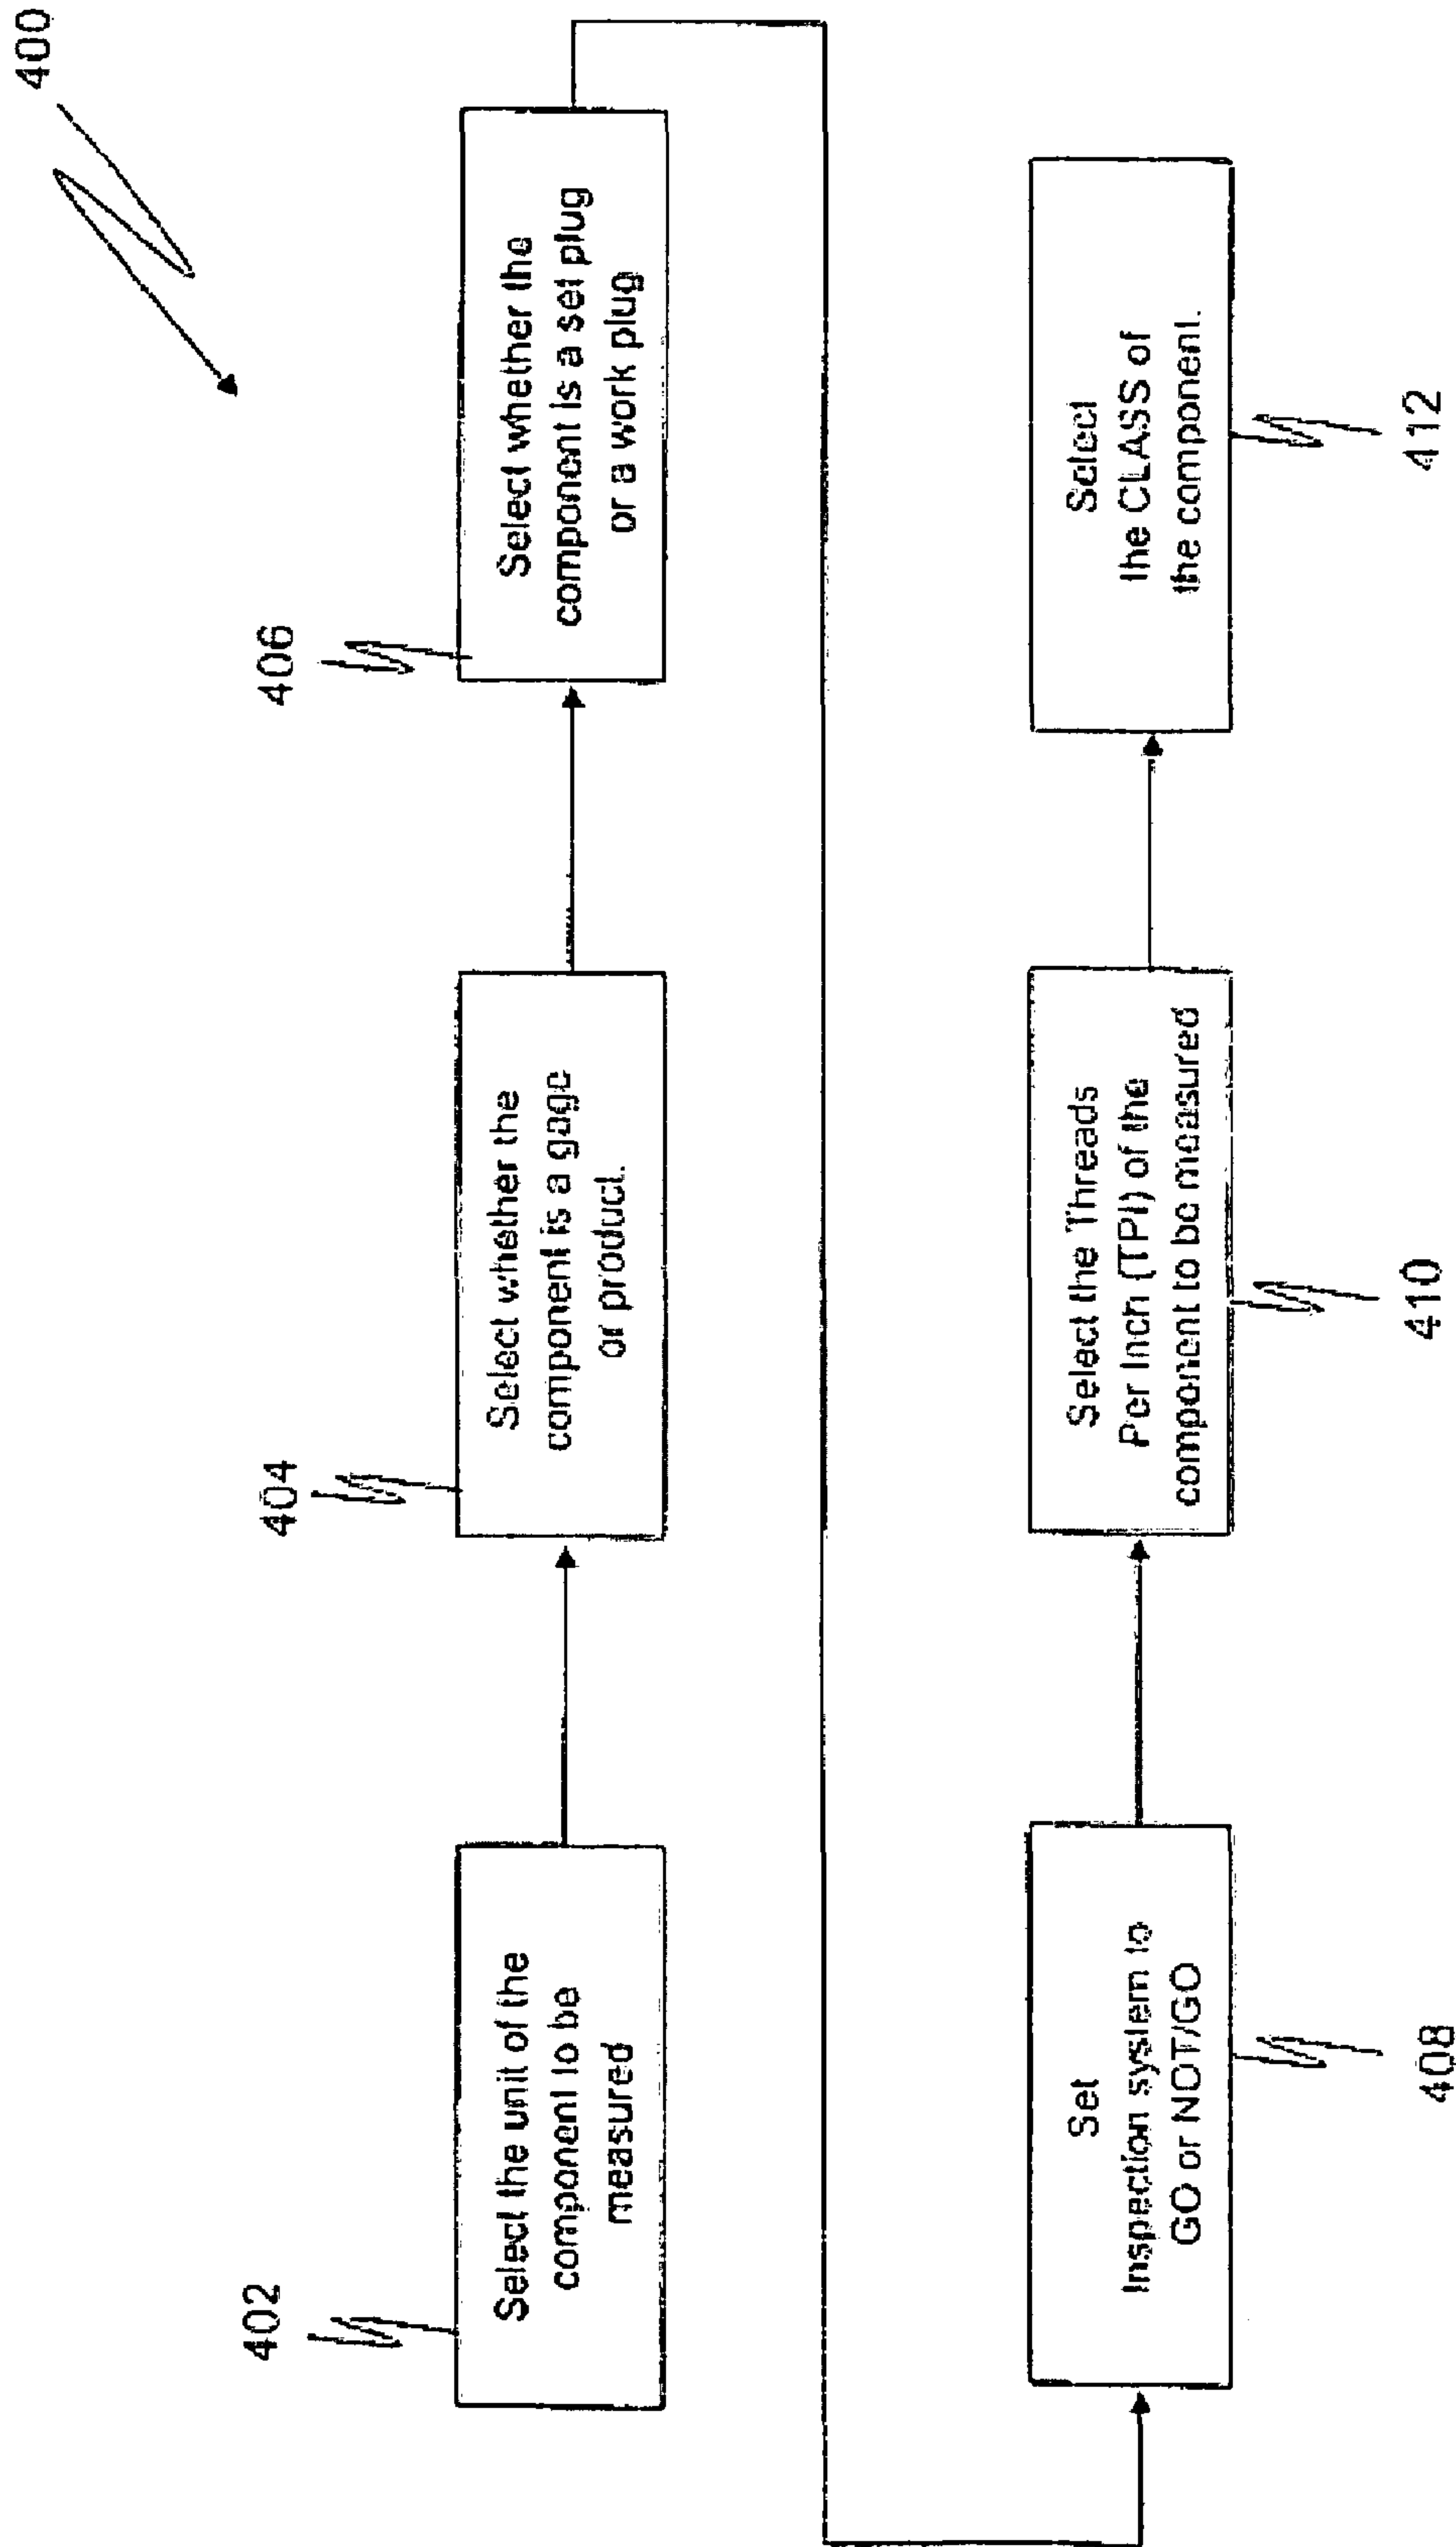 400
402
Select the unit of the
component to be
measured
404
Select whether the
component is a gage
or product.
406
Select whether the
component is a set plug
or a work plug
Set
Inspection system to
GO or NOT/GO
408
Select the Threads
Per Inch (TPI) of the
component to be measured
410
Select
the CLASS of
the component.
412